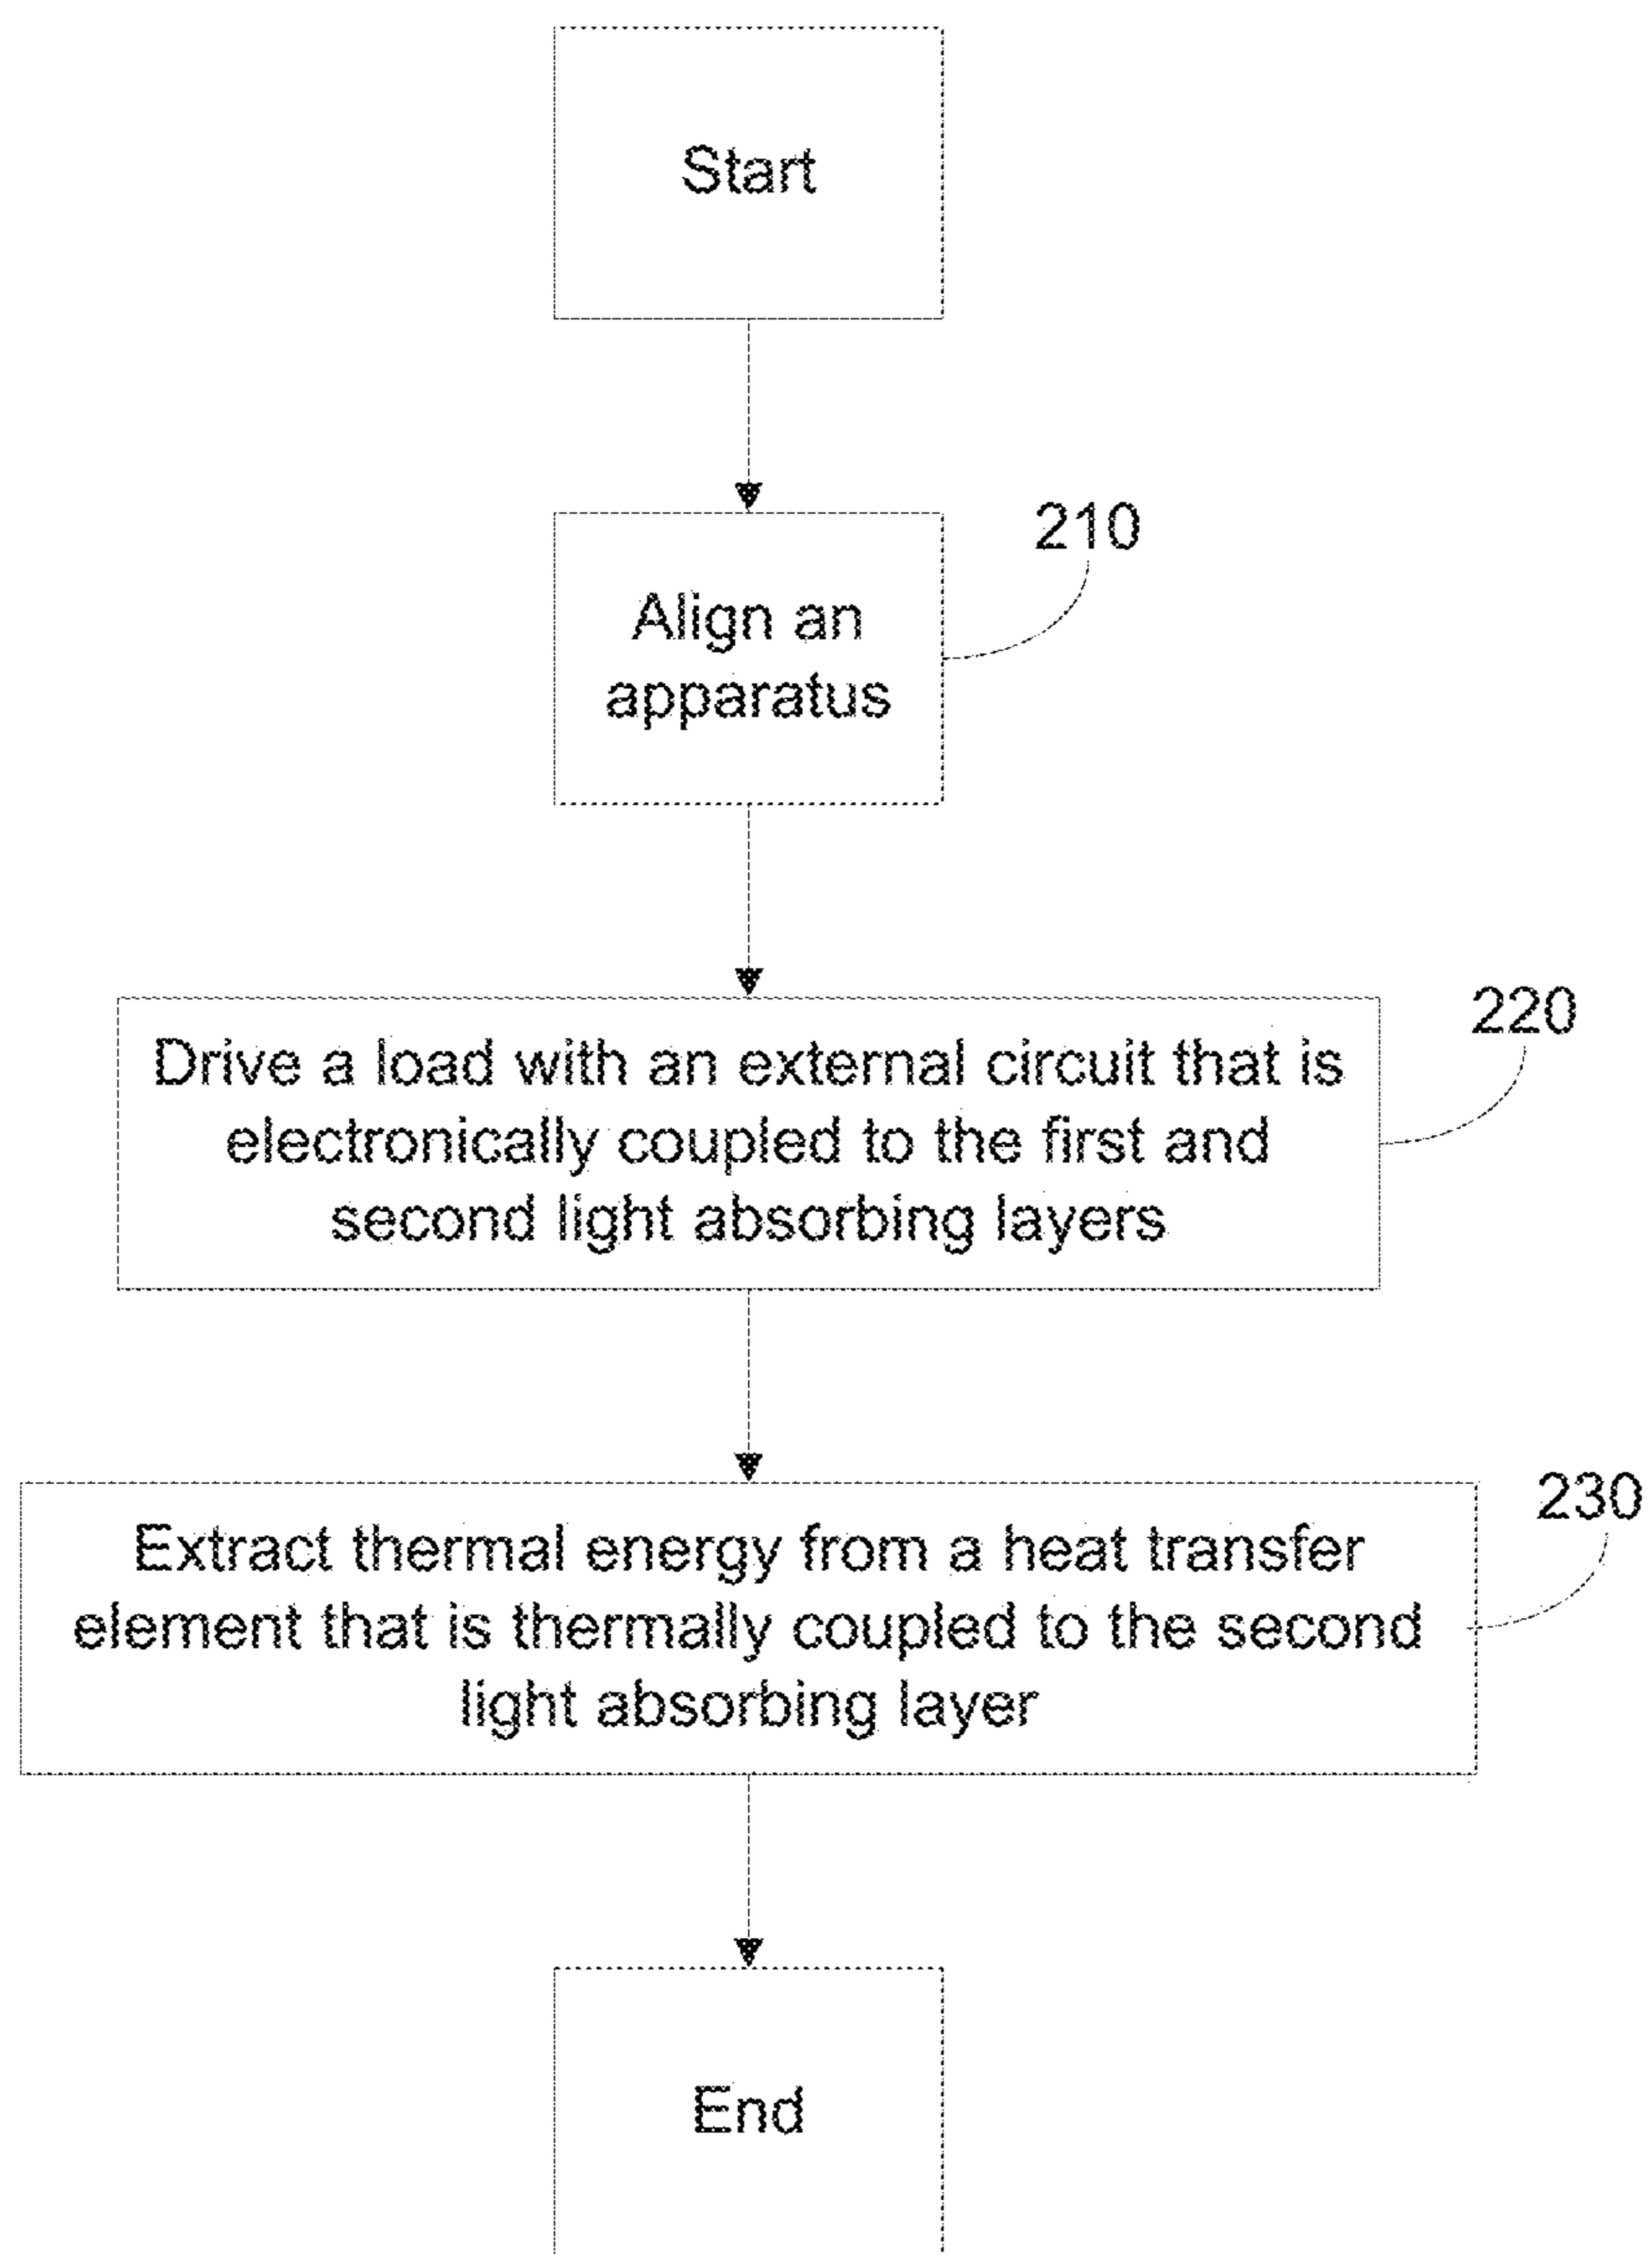 Start
210
Align an
apparatus
220
Drive a load with an external circuit that is
electronically coupled to the first and
second light absorbing layers
230
Extract thermal energy from a heat transfer
element that is thermally coupled to the second
light absorbing layer
End